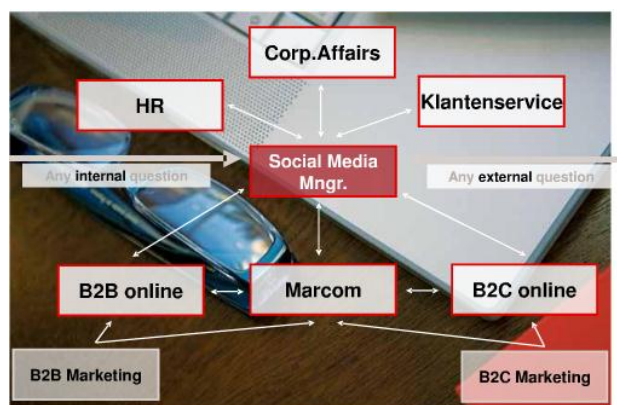 Corp.Affairs
HR
Klantenservice
Social Media
Mngr.
Any internal question
Any external question
B2B online
Marcom
B2C online
B2B Marketing
B2C Marketing